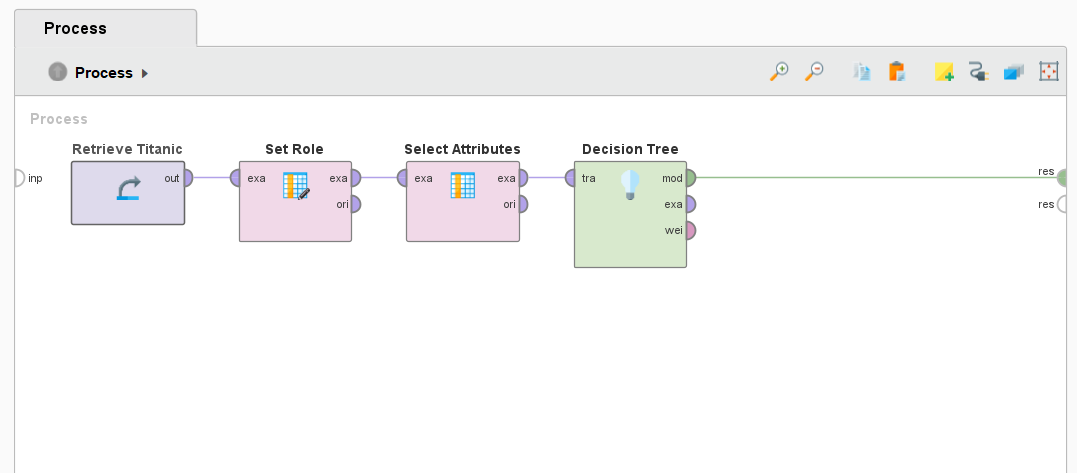 Process
Process
Process
Retrieve Titanic
Set Role
Select Attributes
Decision Tree
inp
out
exa
exa
ori
exa
exa
ori
tra
mod
exa
wei
res
res